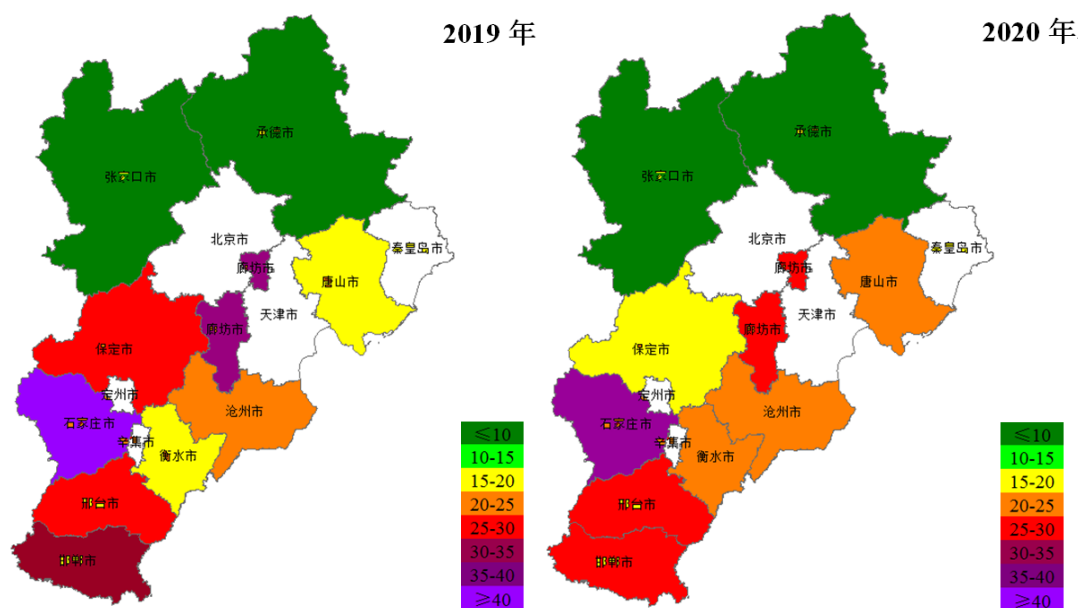 2019 年
承德市
张家口市
北京市
廊坊市
秦皇岛市
唐山市
天津市
廊坊市
保定市
定州市
沧州市
石家庄市
辛集市
衡水市
邢台市
邯郸市
≤10
10-15
15-20
20-25
25-30
30-35
35-40
≥40
2020 年
承德市
张家口市
北京市
廊坊市
秦皇岛市
唐山市
天津市
廊坊市
保定市
定州市
沧州市
石家庄市
辛集市
衡水市
邢台市
邯郸市
≤10
10-15
15-20
20-25
25-30
30-35
35-40
≥40